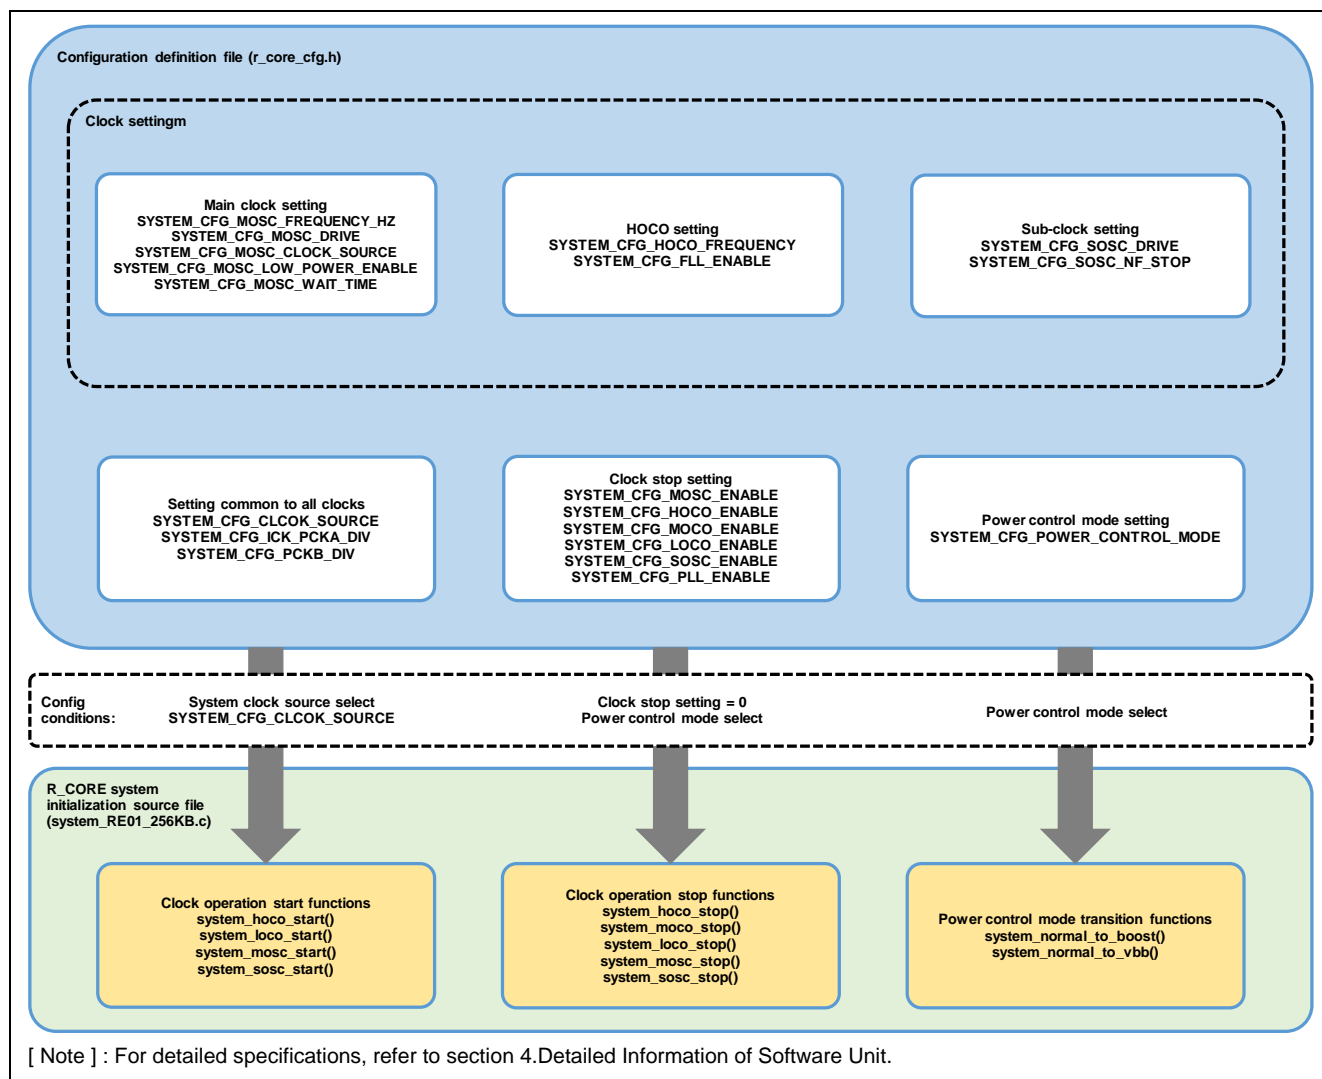 Configuration definition file (r_core_cfg.h)
Clock settingm
Main clock setting
SYSTEM_CFG_MOSC_FREQUENCY_HZ
SYSTEM_CFG_MOSC_DRIVE
SYSTEM_CFG_MOSC_CLOCK_SOURCE
SYSTEM_CFG_MOSC_LOW_POWER_ENABLE
SYSTEM_CFG_MOSC_WAIT_TIME
HOCO setting
SYSTEM_CFG_HOCO_FREQUENCY
SYSTEM_CFG_FLL_ENABLE
Sub-clock setting
SYSTEM_CFG_SOSC_DRIVE
SYSTEM_CFG_SOSC_NF_STOP
Setting common to all clocks
SYSTEM_CFG_CLCOK_SOURCE
SYSTEM_CFG_ICK_PCKA_DIV
SYSTEM_CFG_PCKB_DIV
Clock stop setting
SYSTEM_CFG_MOSC_ENABLE
SYSTEM_CFG_HOCO_ENABLE
SYSTEM_CFG_MOCO_ENABLE
SYSTEM_CFG_LOCO_ENABLE
SYSTEM_CFG_SOSC_ENABLE
SYSTEM_CFG_PLL_ENABLE
Power control mode setting
SYSTEM_CFG_POWER_CONTROL_MODE
Config
conditions:
System clock source select
SYSTEM_CFG_CLCOK_SOURCE
Clock stop setting = 0
Power control mode select
Power control mode select
R_CORE system
initialization source file
(system_RE01_256KB.c)
Clock operation start functions
system_hoco_start()
system_loco_start()
system_mosc_start()
system_sosc_start()
Clock operation stop functions
system_hoco_stop()
system_moco_stop()
system_loco_stop()
system_mosc_stop()
system_sosc_stop()
Power control mode transition functions
system_normal_to_boost()
system_normal_to_vbb()
[ Note ] : For detailed specifications, refer to section 4.Detailed Information of Software Unit.